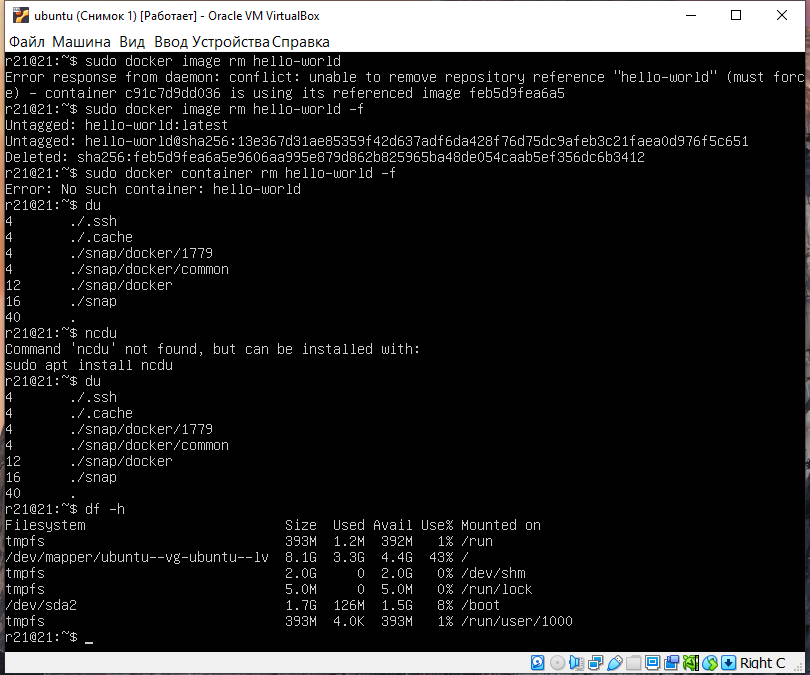 ubuntu (Снимок 1) [Работает] - Oracle VM VirtualBox
Файл Машина Вид Ввод Устройства Справка
r21@21:~$ sudo docker image rm hello-world
Error response from daemon: conflict: unable to remove repository reference "hello-world" (must forc
e) - container c91c7d9dd036 is using its referenced image feb5d9fea6a5
r21@21:~$ sudo docker image rm hello-world -f
Untagged: hello-world:latest
Untagged: hello-world@sha256:13e367d31ae85359f42d637adf6da428f76d75dc9afeb3c21faea0d976f5c651
Deleted: sha256:feb5d9fea6a5e9606aa995e879d862b825965ba48de054caab5ef356dc6b3412
r21@21:~$ sudo docker container rm hello-world -f
Error: No such container: hello-world
r21@21:~$ du
4       ./.ssh
4       ./.cache
4       ./snap/docker/1779
4       ./snap/docker/common
12      ./snap/docker
16      ./snap
40      .
r21@21:~$ ncdu
Command 'ncdu' not found, but can be installed with:
sudo apt install ncdu
r21@21:~$ du
4       ./.ssh
4       ./.cache
4       ./snap/docker/1779
4       ./snap/docker/common
12      ./snap/docker
16      ./snap
40      .
r21@21:~$ df -h
Filesystem                         Size  Used Avail Use% Mounted on
tmpfs                              393M  1.2M  392M   1% /run
/dev/mapper/ubuntu--vg-ubuntu--lv  8.1G  3.3G  4.4G  43% /
tmpfs                              2.0G     0  2.0G   0% /dev/shm
tmpfs                              5.0M     0  5.0M   0% /run/lock
/dev/sda2                          1.7G  126M  1.5G   8% /boot
tmpfs                              393M  4.0K  393M   1% /run/user/1000
r21@21:~$ _
Right C